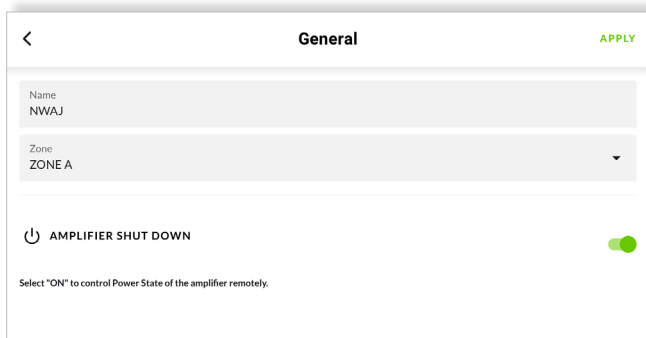 General
APPLY
Name
NWAJ
Zone
ZONE A
AMPLIFIER SHUT DOWN
Select "ON" to control Power State of the amplifier remotely.